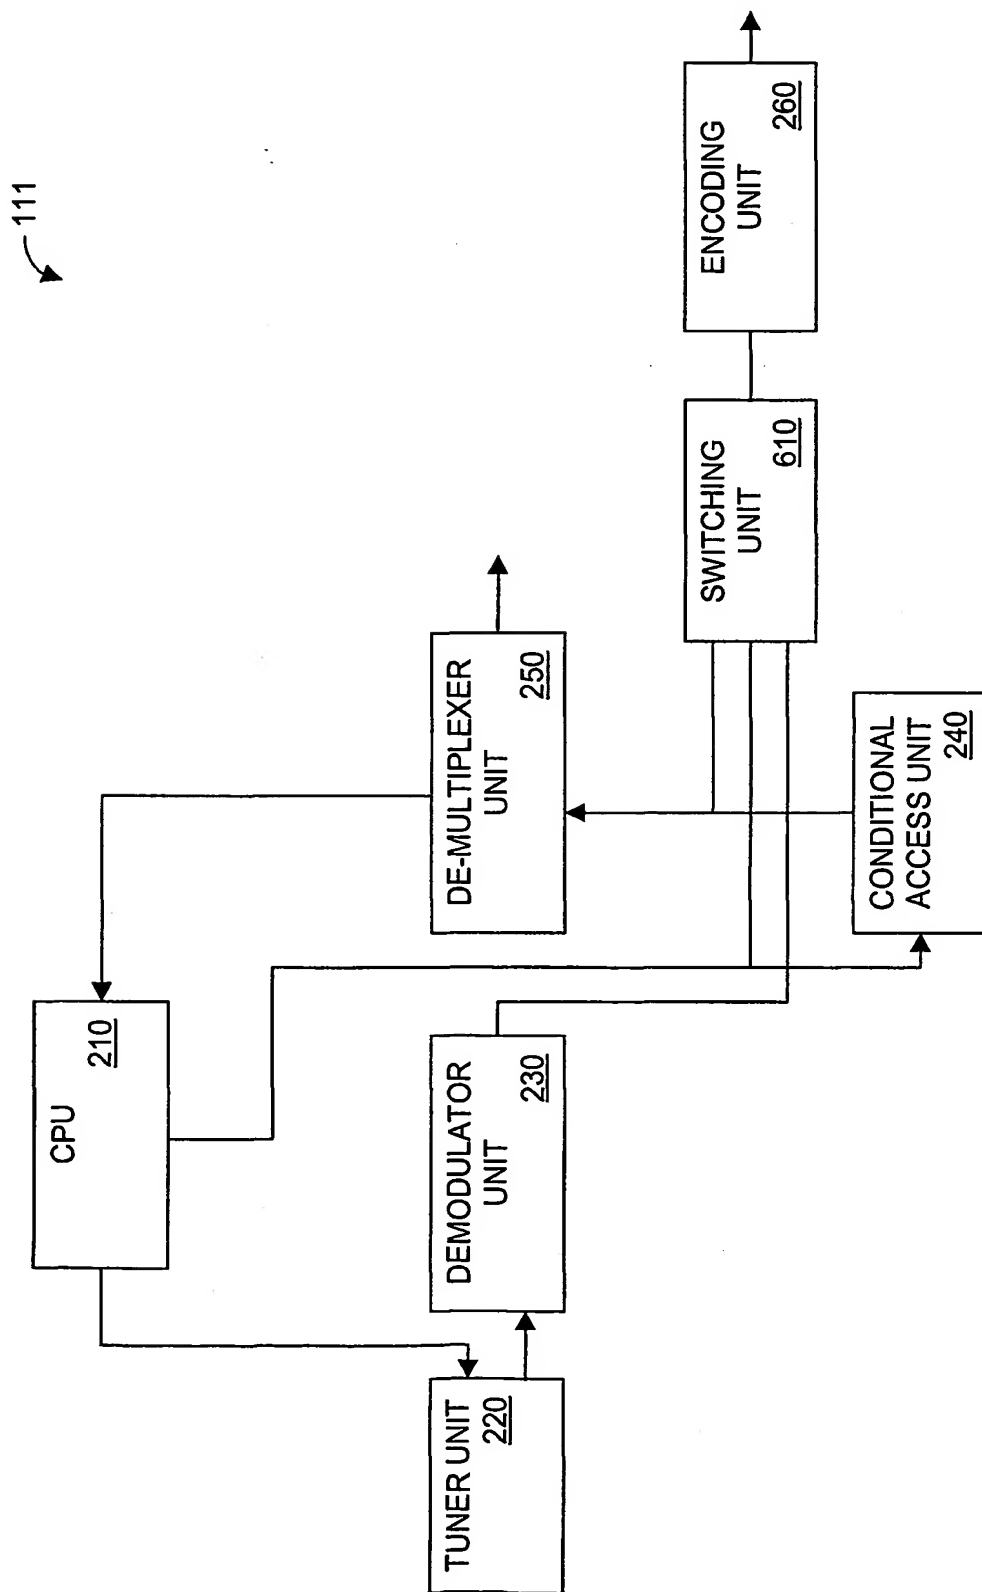 111
CPU
210
TUNER UNIT
220
DEMODULATOR
UNIT
230
DE-MULTIPLEXER
UNIT
250
CONDITIONAL
ACCESS UNIT
240
SWITCHING
UNIT
610
ENCODING
UNIT
260